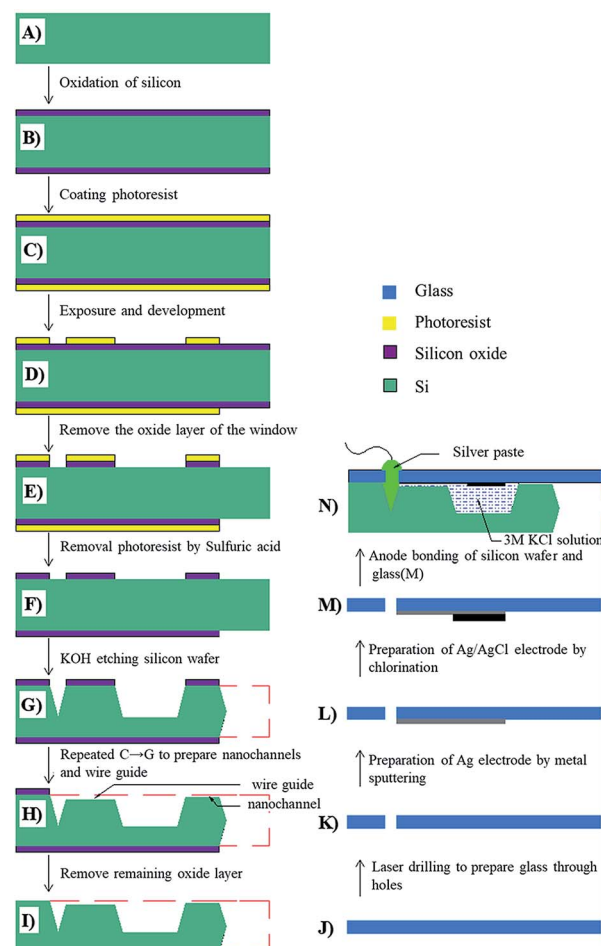 A)
Oxidation of silicon
B)
Coating photoresist
C)
Exposure and development
D)
Remove the oxide layer of the window
E)
Removal photoresist by Sulfuric acid
F)
KOH etching silicon wafer
G)
Repeated C→G to prepare nanochannels
and wire guide
wire guide
nanochannel
H)
Remove remaining oxide layer
I)
Glass
Photoresist
Silicon oxide
Si
Silver paste
N)
3M KCl solution
Anode bonding of silicon wafer and
glass(M)
M)
Preparation of Ag/AgCl electrode by
chlorination
L)
Preparation of Ag electrode by metal
sputtering
K)
Laser drilling to prepare glass through
holes
J)